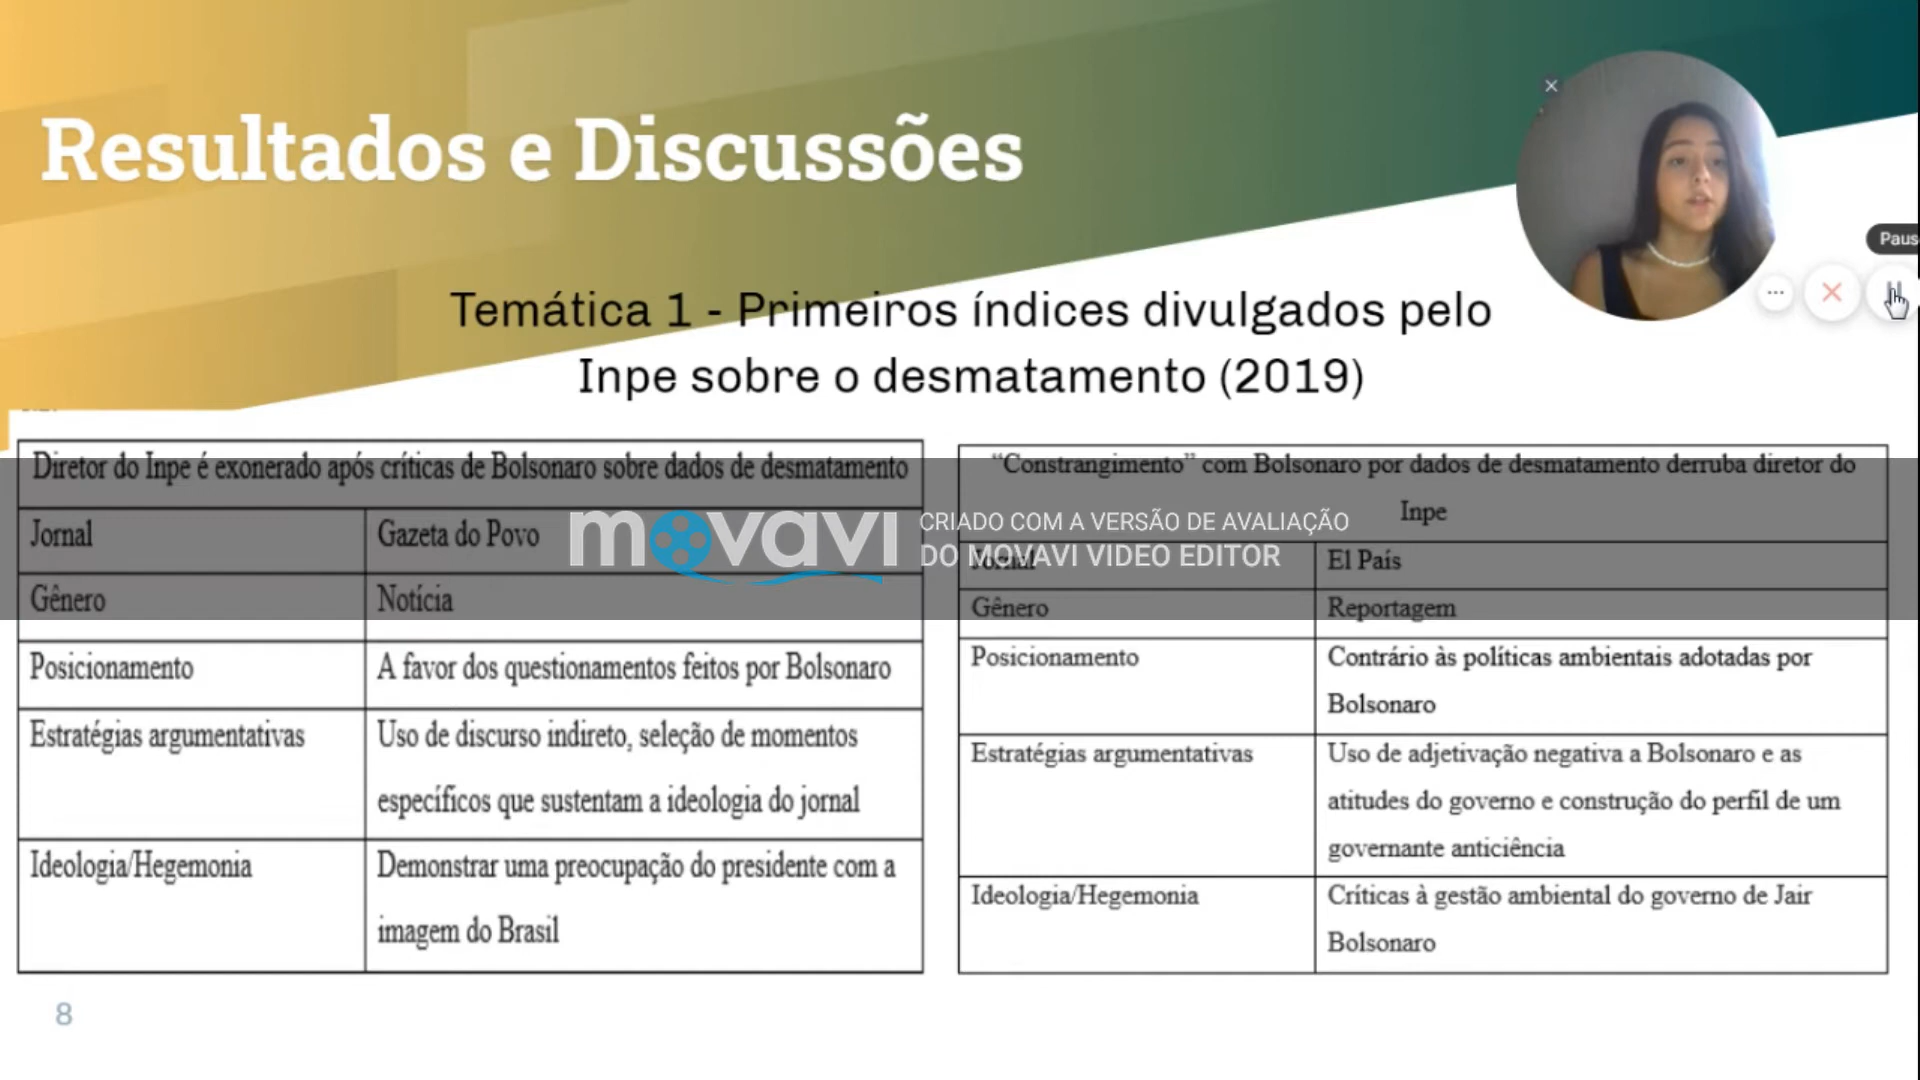 Resultados e Discussões
Paus
Temática 1 - Primeiros índices divulgados pelo
Inpe sobre o desmatamento (2019)
Diretor do Inpe é exonerado após críticas de Bolsonaro sobre dados de desmatamento
Jornal
Gazeta do Povo
Gênero
Notícia
Posicionamento
A favor dos questionamentos feitos por Bolsonaro
Estratégias argumentativas
Uso de discurso indireto, seleção de momentos
específicos que sustentam a ideologia do jornal
Ideologia/Hegemonia
Demonstrar uma preocupação do presidente com a
imagem do Brasil
“Constrangimento” com Bolsonaro por dados de desmatamento derruba diretor do
Inpe
Jornal
El País
Gênero
Reportagem
Posicionamento
Contrário às políticas ambientais adotadas por
Bolsonaro
Estratégias argumentativas
Uso de adjetivação negativa a Bolsonaro e as
atitudes do governo e construção do perfil de um
governante anticiência
Ideologia/Hegemonia
Críticas à gestão ambiental do governo de Jair
Bolsonaro
movavi
CRIADO COM A VERSÃO DE AVALIAÇÃO
DO MOVAVI VIDEO EDITOR
8